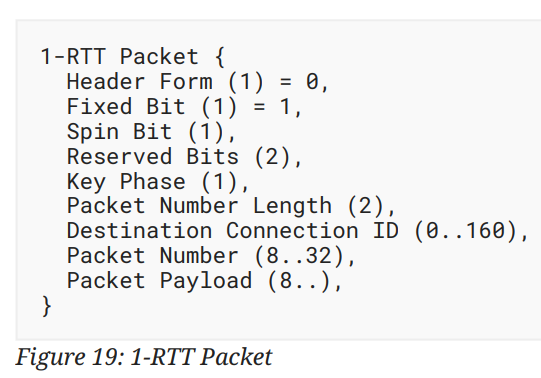 1-RTT Packet {
  Header Form (1) = 0,
  Fixed Bit (1) = 1,
  Spin Bit (1),
  Reserved Bits (2),
  Key Phase (1),
  Packet Number Length (2),
  Destination Connection ID (0..160),
  Packet Number (8..32),
  Packet Payload (8..),
}
Figure 19: 1-RTT Packet